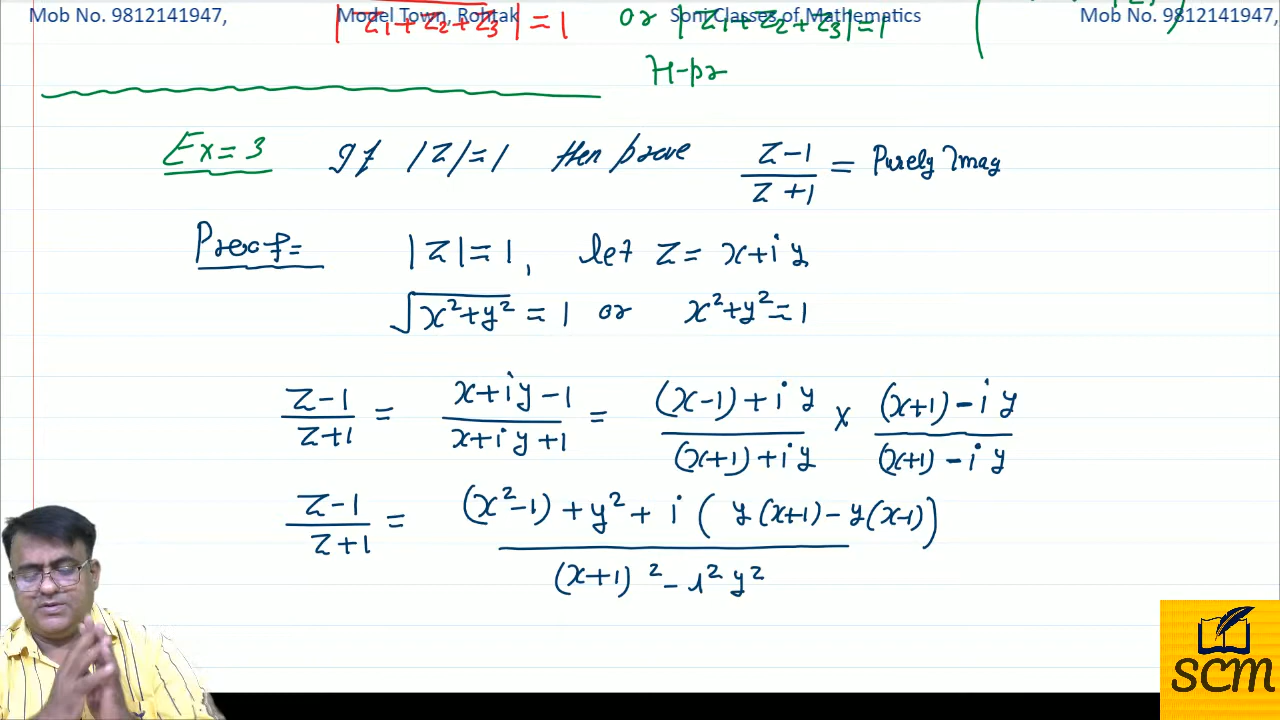 Mob No. 9812141947, Model Town, Rohtak Soni Classes of Mathematics Mob No. 9812141947,
|z̄₁+z̄₂+z̄₃| = 1 or |z₁+z₂+z₃| = 1
H-pr
Ex = 3 If |z| = 1 then prove (z-1)/(z+1) = Purely Imag
Proof = |z| = 1, let z = x+iy
√(x²+y²) = 1 or x²+y² = 1
(z-1)/(z+1) = (x+iy-1)/(x+iy+1) = ((x-1)+iy)/((x+1)+iy) × ((x+1)-iy)/((x+1)-iy)
(z-1)/(z+1) = ((x²-1)+y²+i(y(x+1)-y(x-1)))/((x+1)²-i²y²)
SCM